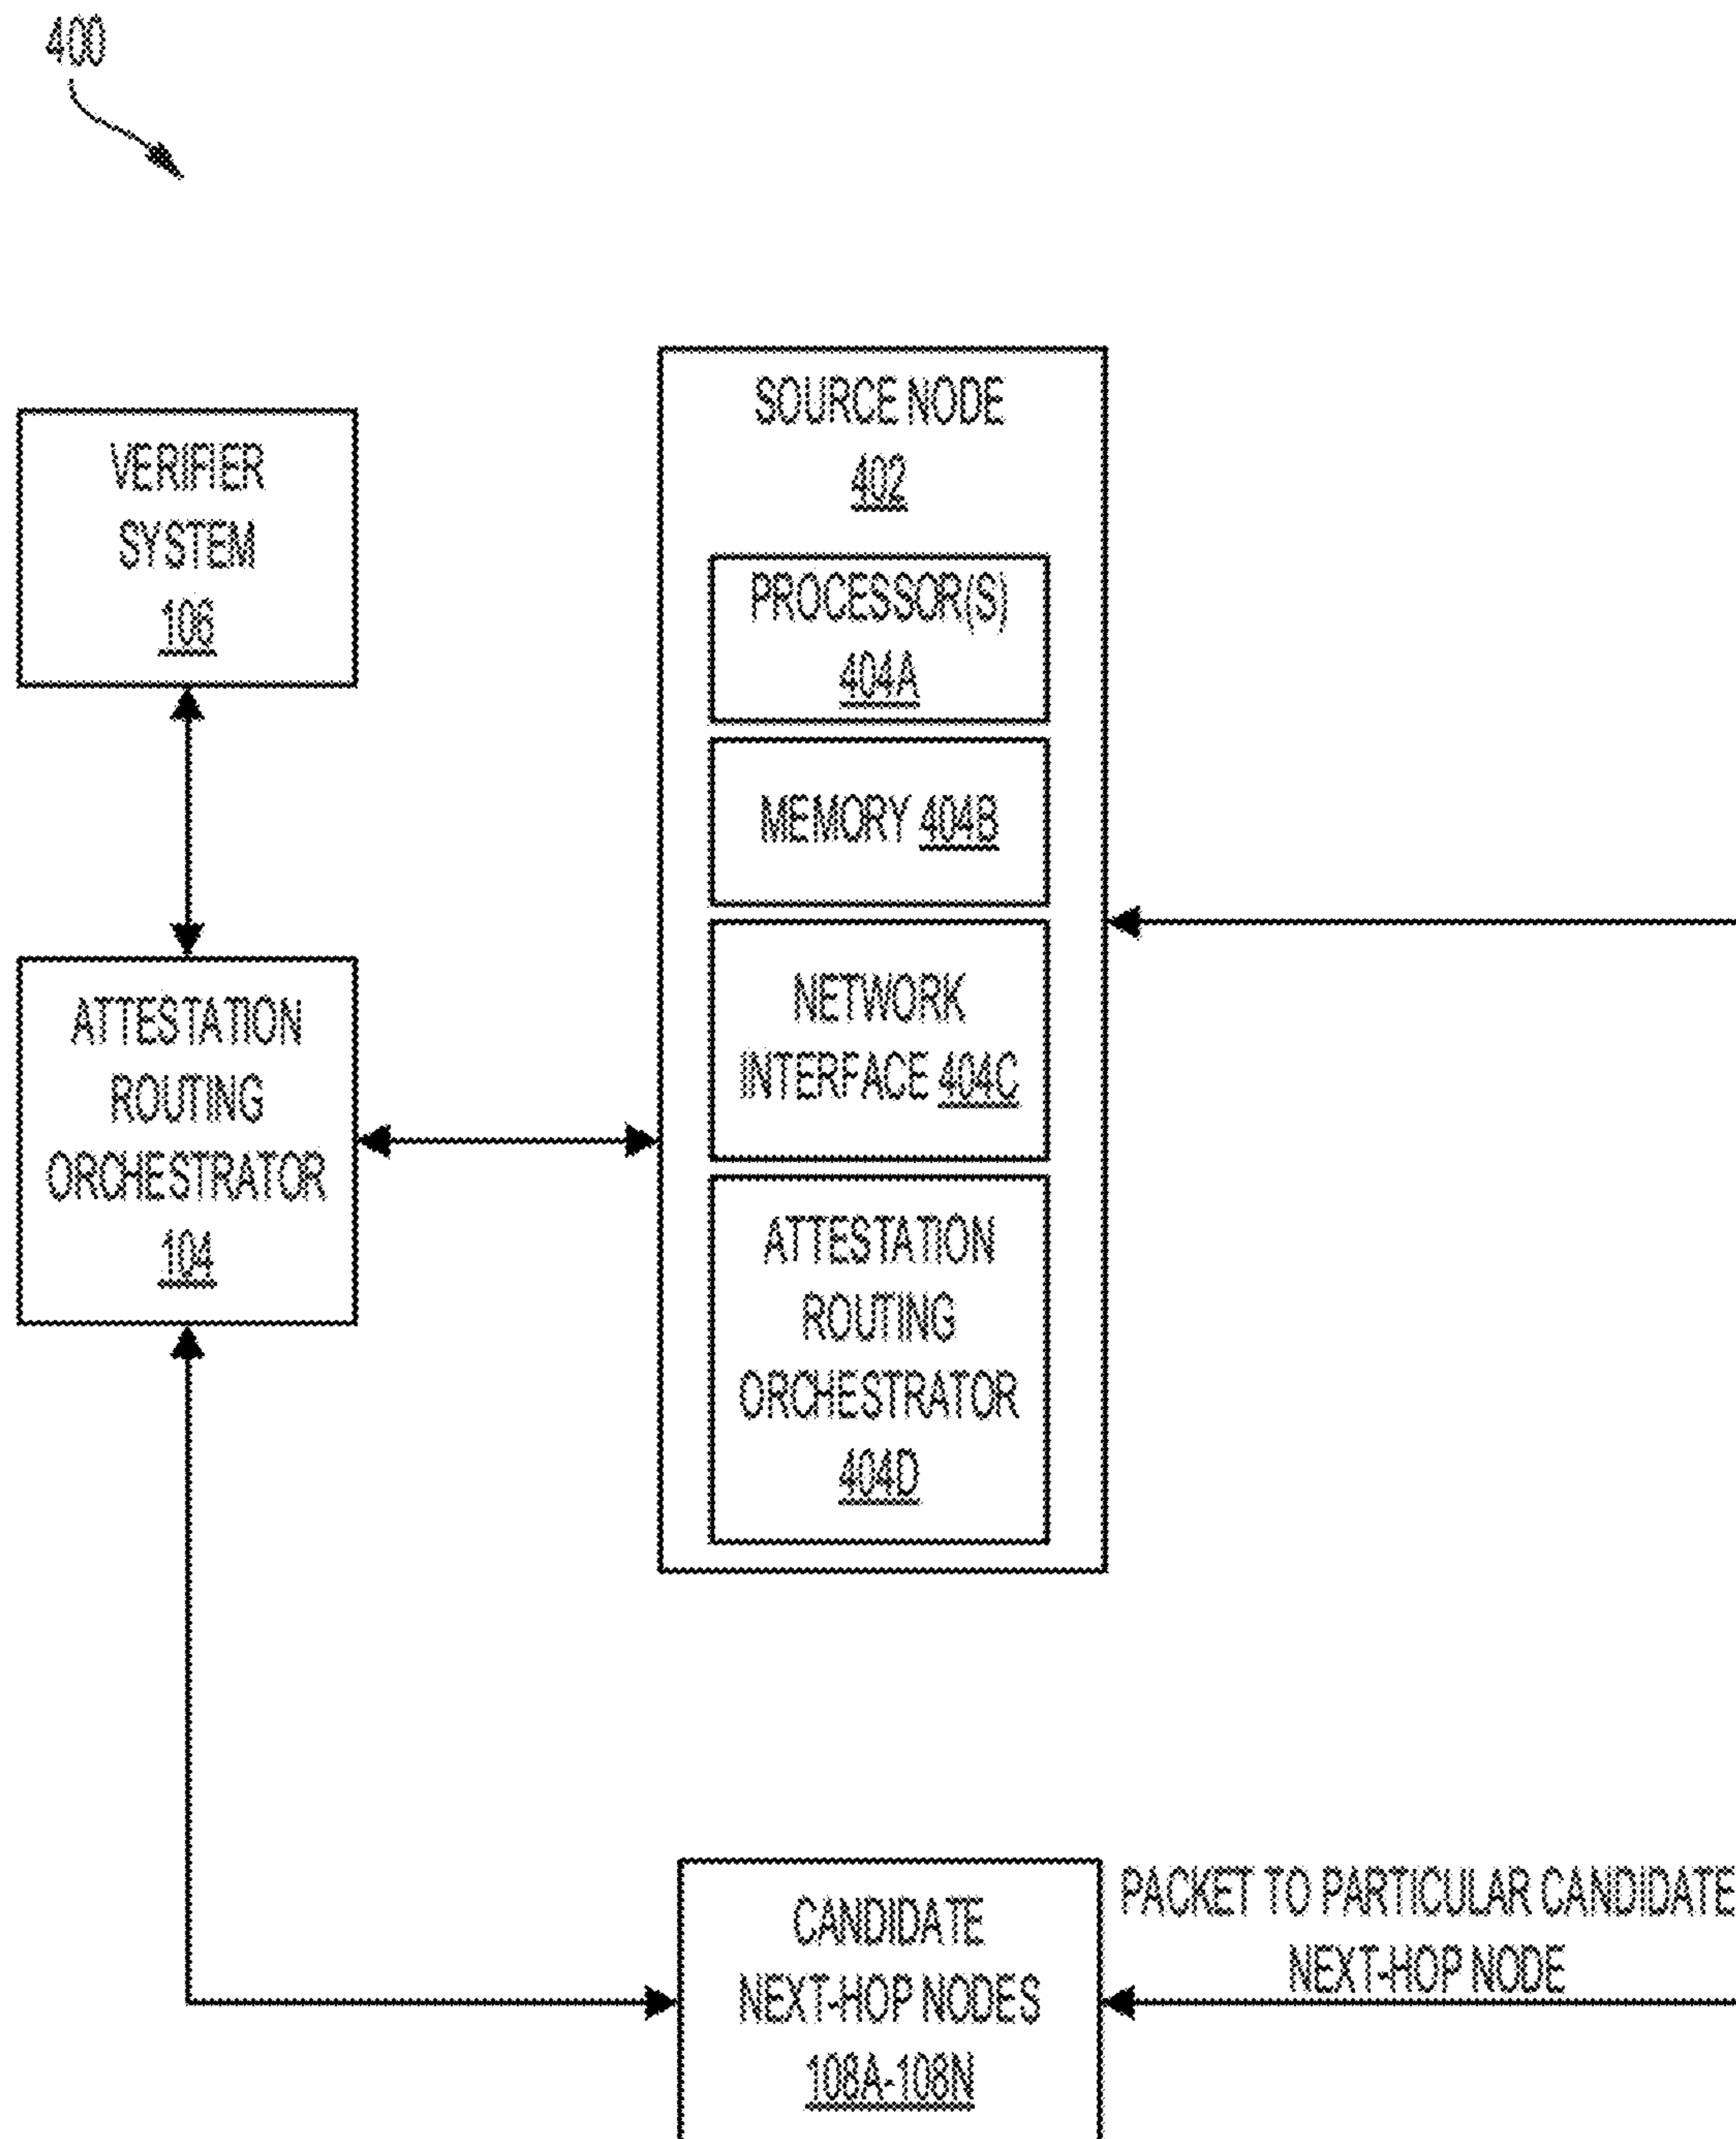 400
VERIFIER
SYSTEM
106
ATTESTATION
ROUTING
ORCHESTRATOR
104
SOURCE NODE
402
PROCESSOR(S)
404A
MEMORY 404B
NETWORK
INTERFACE 404C
ATTESTATION
ROUTING
ORCHESTRATOR
404D
CANDIDATE
NEXT-HOP NODES
108A-108N
PACKET TO PARTICULAR CANDIDATE
NEXT-HOP NODE